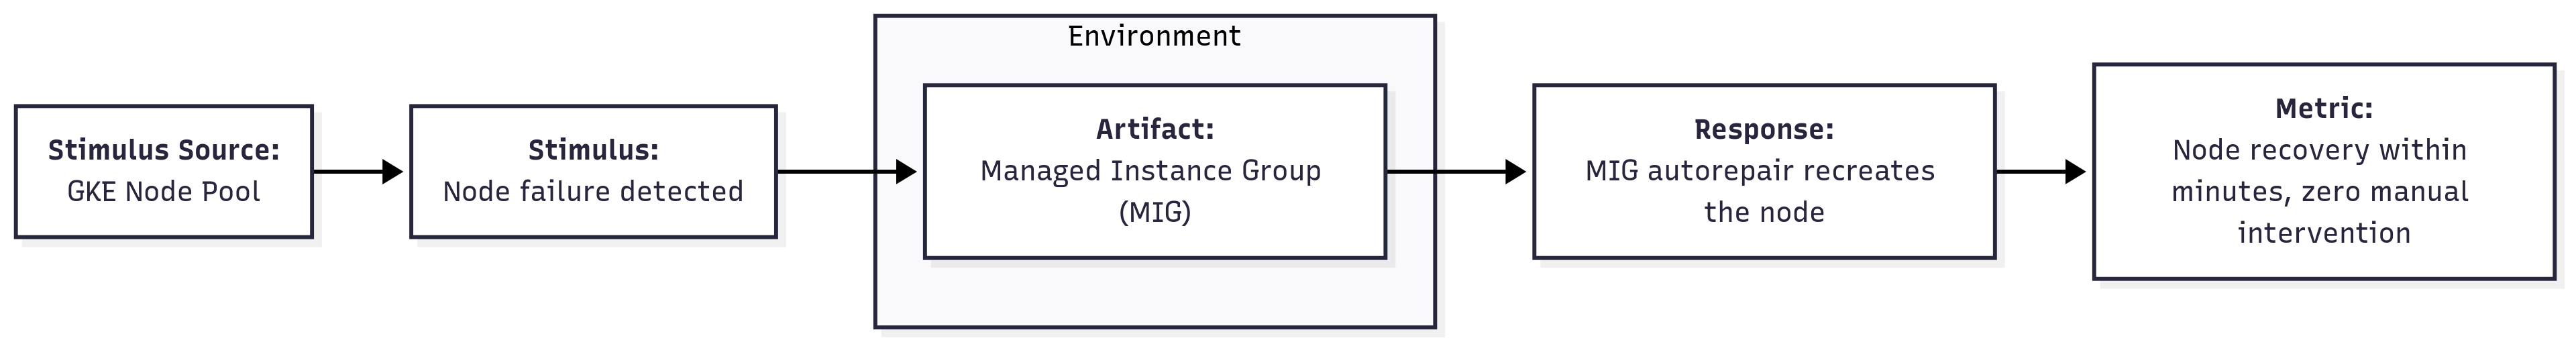 Stimulus Source:
GKE Node Pool
Stimulus:
Node failure detected
Environment
Artifact:
Managed Instance Group
(MIG)
Response:
MIG autorepair recreates
the node
Metric:
Node recovery within
minutes, zero manual
intervention